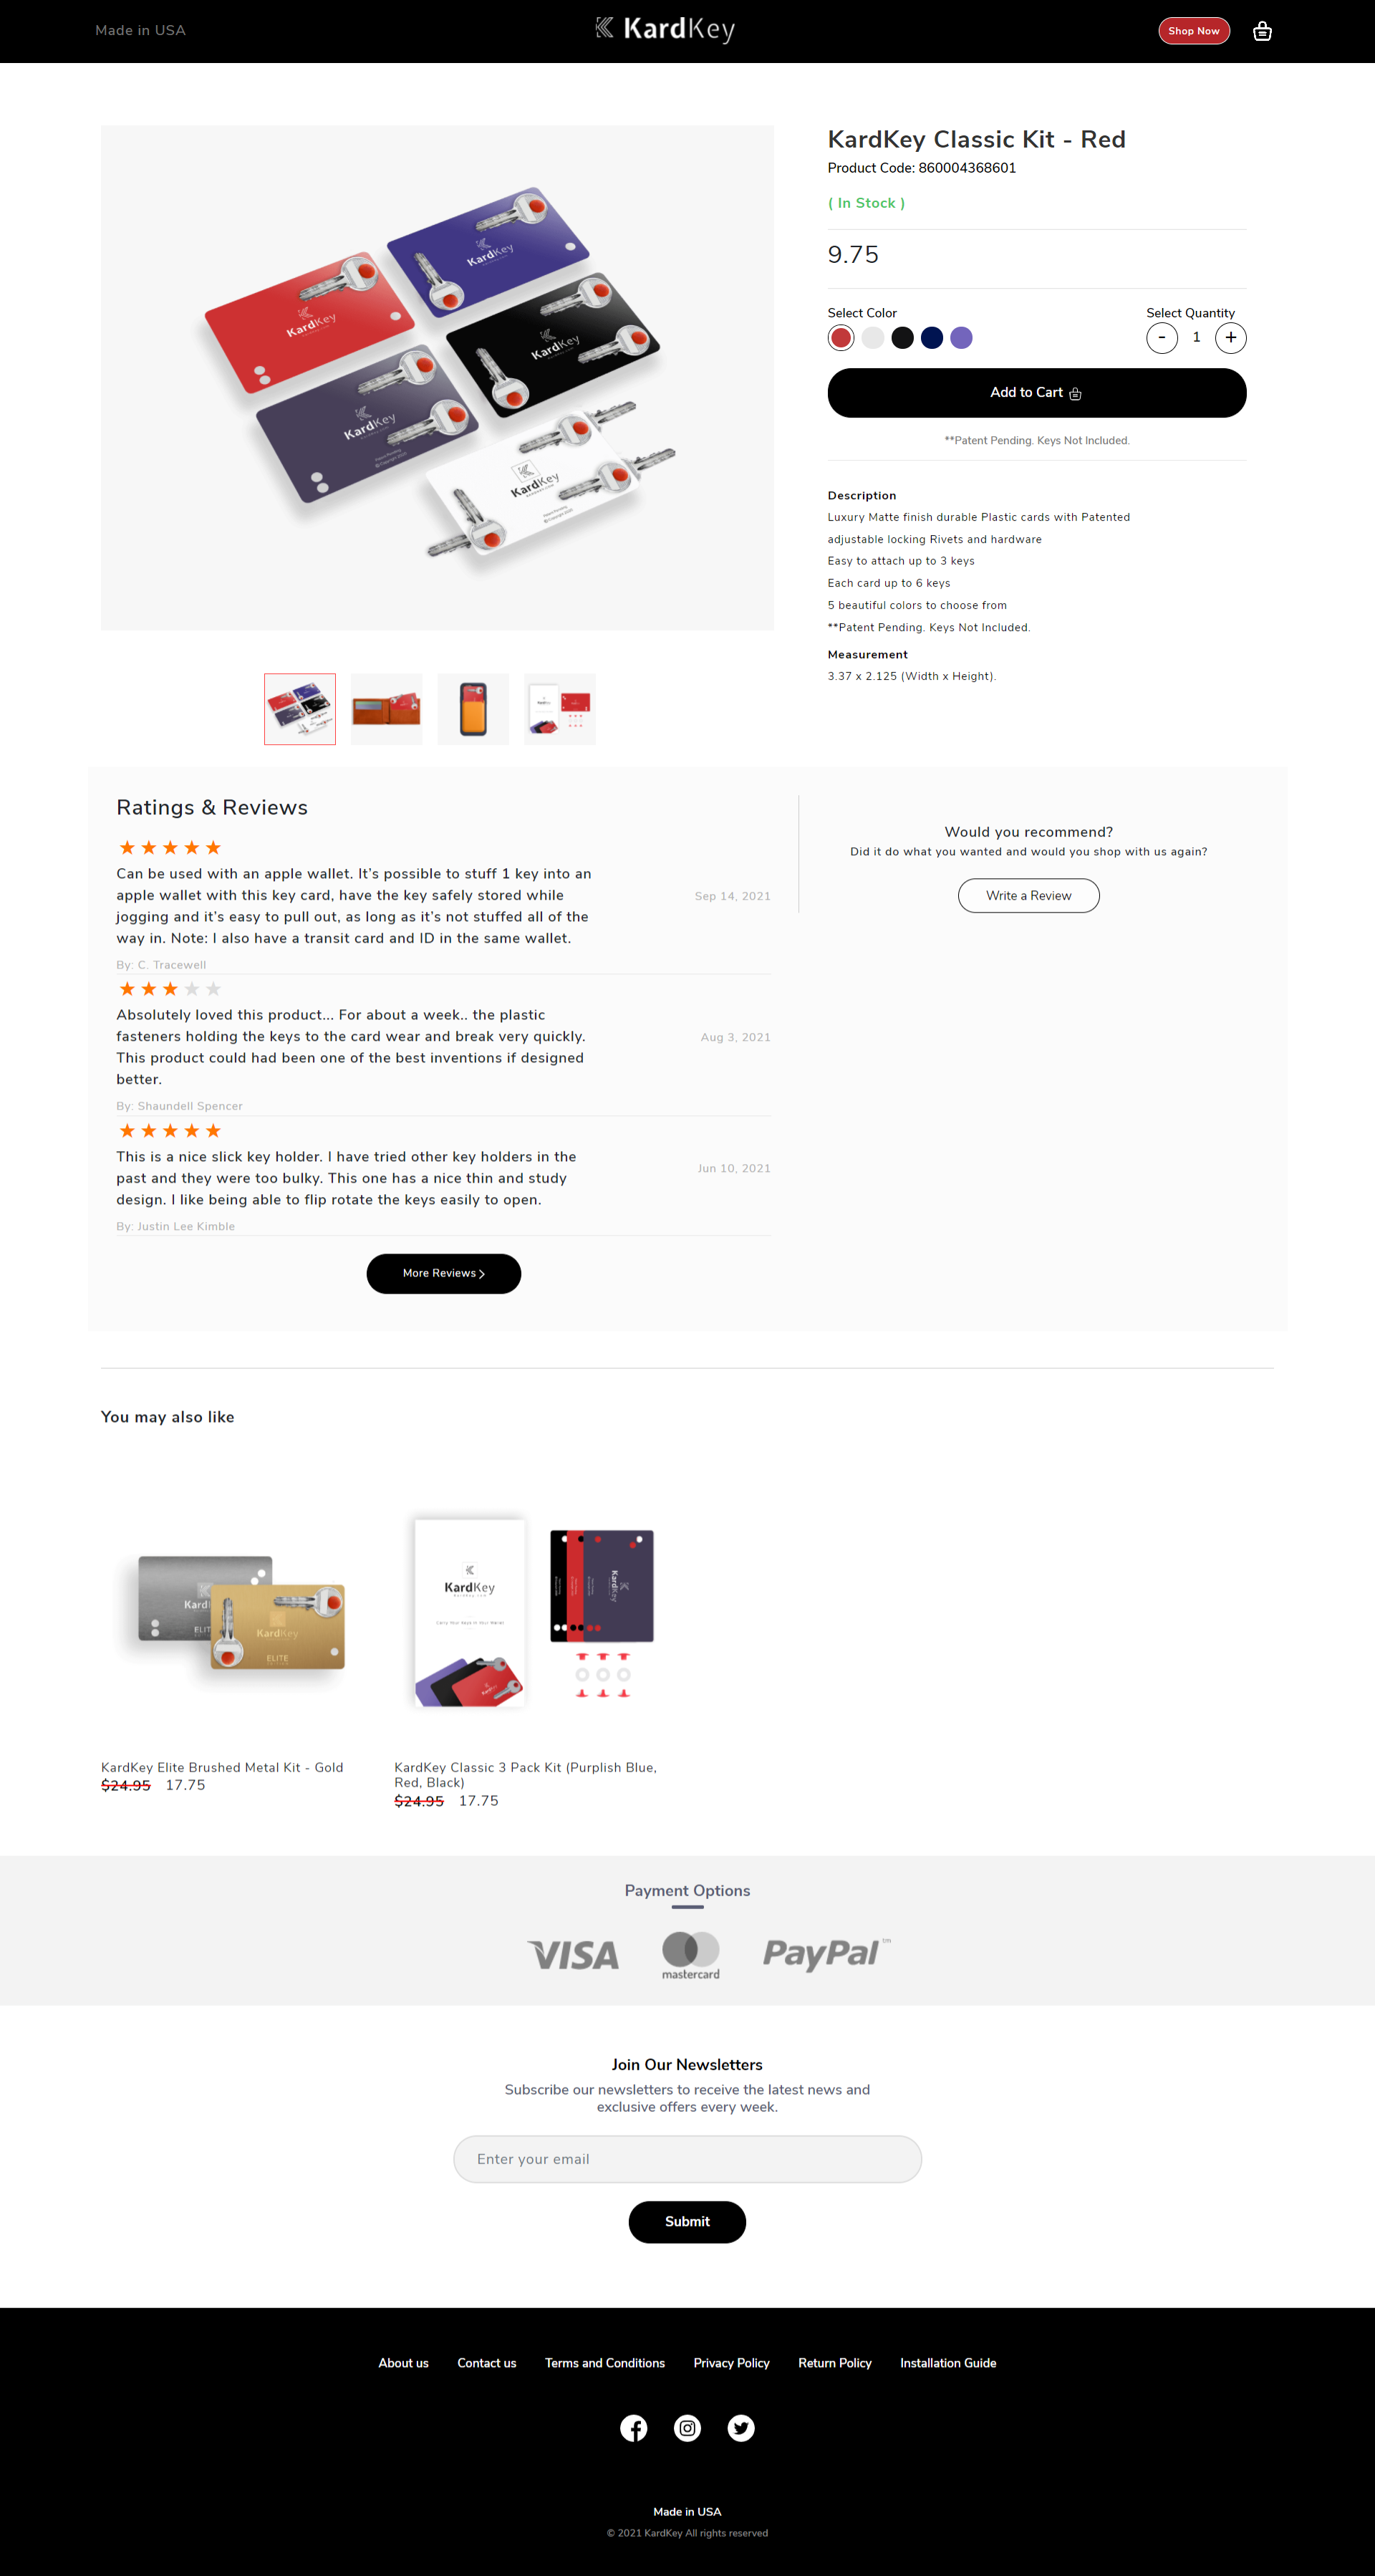 Made in USA
KardKey
Shop Now
KardKey Classic Kit - Red
Product Code: 860004368601
( In Stock )
9.75
Select Color
Select Quantity
- 1 +
Add to Cart
**Patent Pending. Keys Not Included.
Description
Luxury Matte finish durable Plastic cards with Patented
adjustable locking Rivets and hardware
Easy to attach up to 3 keys
Each card up to 6 keys
5 beautiful colors to choose from
**Patent Pending. Keys Not Included.
Measurement
3.37 x 2.125 (Width x Height).
KardKey
KardKey
KardKey
KardKey
KardKey
Ratings & Reviews
Can be used with an apple wallet. It's possible to stuff 1 key into an
apple wallet with this key card, have the key safely stored while
jogging and it's easy to pull out, as long as it's not stuffed all of the
way in. Note: I also have a transit card and ID in the same wallet.
Sep 14, 2021
By: C. Tracewell
Absolutely loved this product... For about a week.. the plastic
fasteners holding the keys to the card wear and break very quickly.
This product could had been one of the best inventions if designed
better.
Aug 3, 2021
By: Shaundell Spencer
This is a nice slick key holder. I have tried other key holders in the
past and they were too bulky. This one has a nice thin and study
design. I like being able to flip rotate the keys easily to open.
Jun 10, 2021
By: Justin Lee Kimble
More Reviews
Would you recommend?
Did it do what you wanted and would you shop with us again?
Write a Review
You may also like
KardKey
ELITE
KardKey
Carry Your Keys In Your Wallet
KardKey
KardKey Elite Brushed Metal Kit - Gold
$24.95 17.75
KardKey Classic 3 Pack Kit (Purplish Blue,
Red, Black)
$24.95 17.75
Payment Options
VISA
mastercard
PayPal™
Join Our Newsletters
Subscribe our newsletters to receive the latest news and
exclusive offers every week.
Enter your email
Submit
About us
Contact us
Terms and Conditions
Privacy Policy
Return Policy
Installation Guide
Made in USA
© 2021 KardKey All rights reserved